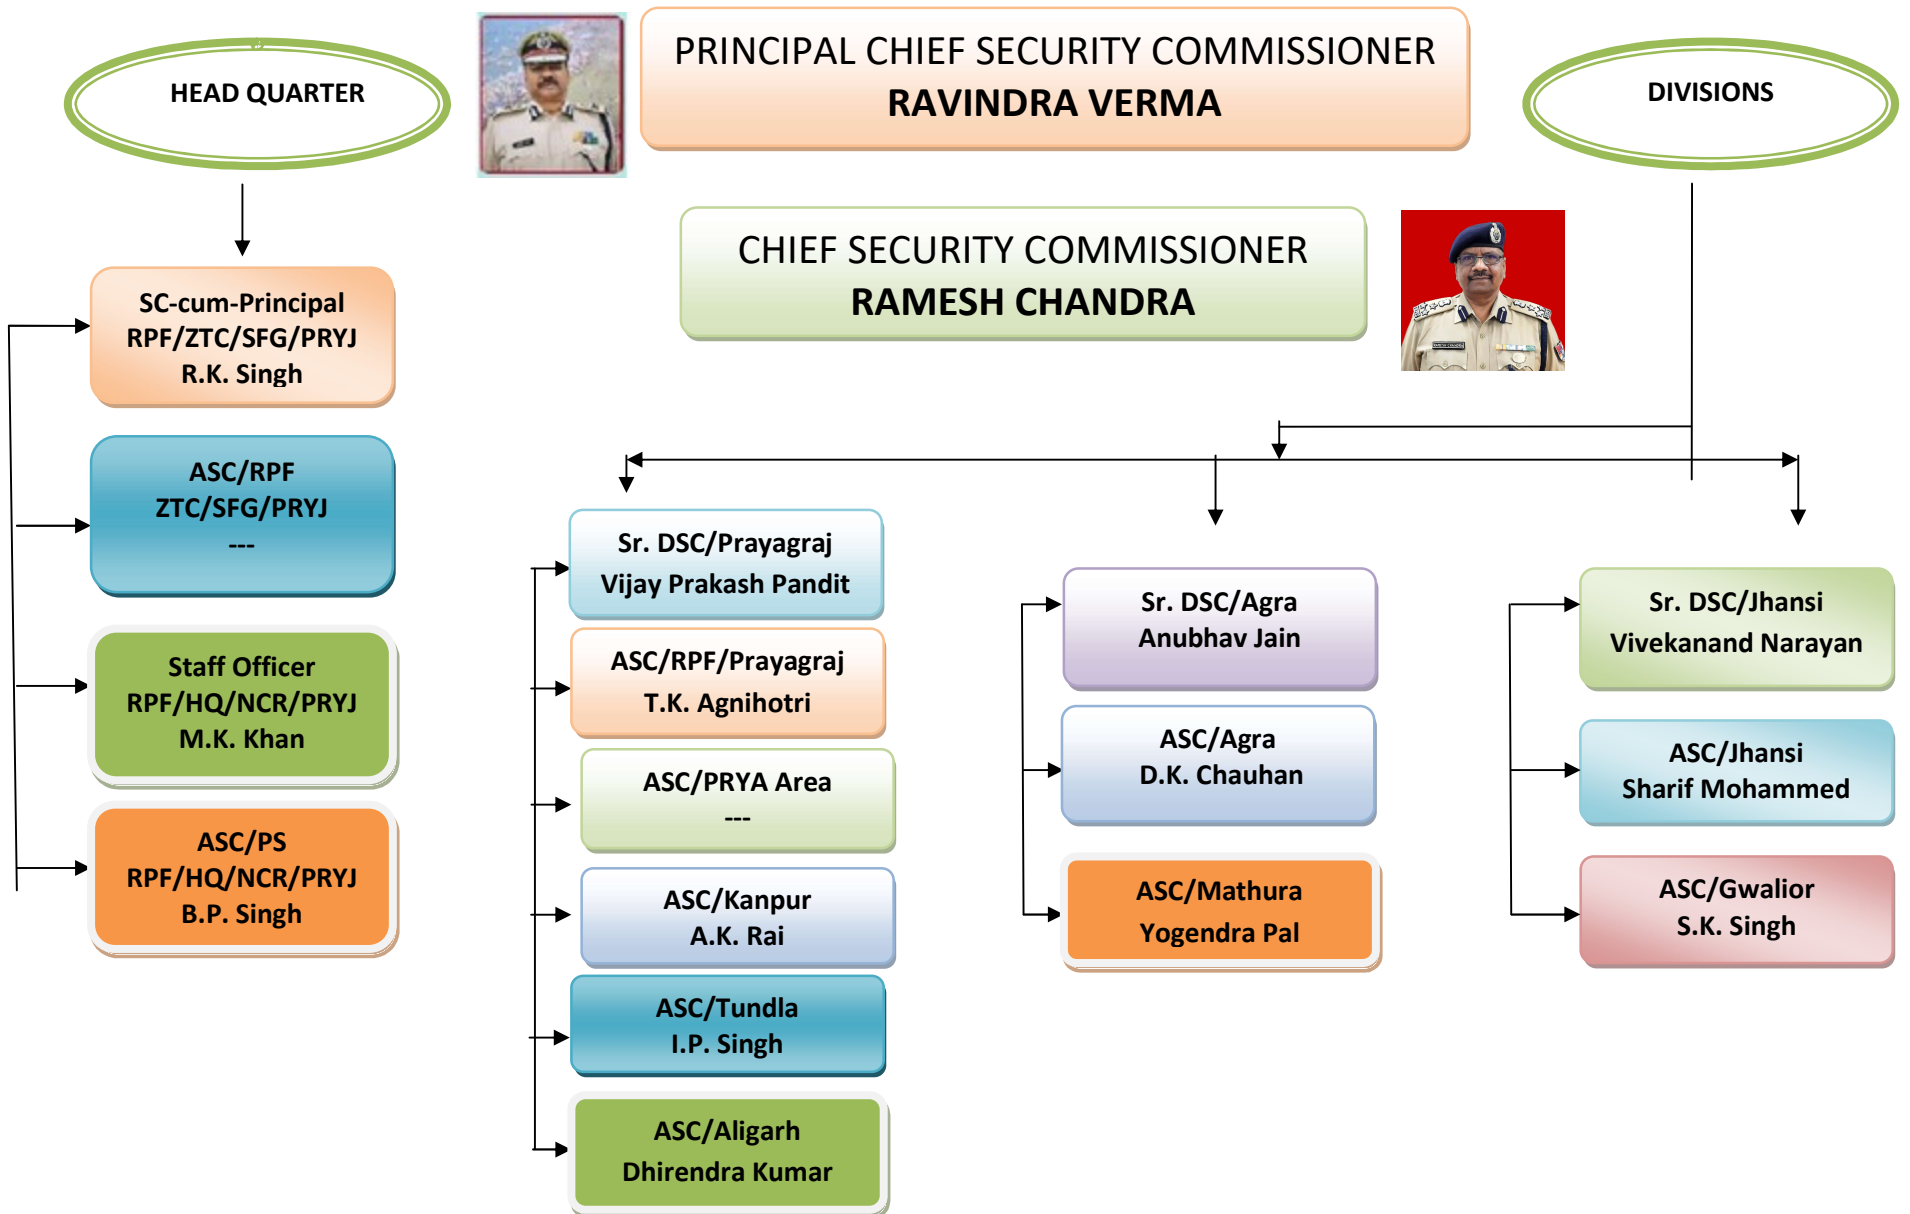 HEAD QUARTER
PRINCIPAL CHIEF SECURITY COMMISSIONER
RAVINDRA VERMA
DIVISIONS
CHIEF SECURITY COMMISSIONER
RAMESH CHANDRA
RAMESH CHANDRA
SC-cum-Principal
RPF/ZTC/SFG/PRYJ
R.K. Singh
ASC/RPF
ZTC/SFG/PRYJ
---
Staff Officer
RPF/HQ/NCR/PRYJ
M.K. Khan
ASC/PS
RPF/HQ/NCR/PRYJ
B.P. Singh
Sr. DSC/Prayagraj
Vijay Prakash Pandit
ASC/RPF/Prayagraj
T.K. Agnihotri
ASC/PRYA Area
---
ASC/Kanpur
A.K. Rai
ASC/Tundla
I.P. Singh
ASC/Aligarh
Dhirendra Kumar
Sr. DSC/Agra
Anubhav Jain
ASC/Agra
D.K. Chauhan
ASC/Mathura
Yogendra Pal
Sr. DSC/Jhansi
Vivekanand Narayan
ASC/Jhansi
Sharif Mohammed
ASC/Gwalior
S.K. Singh